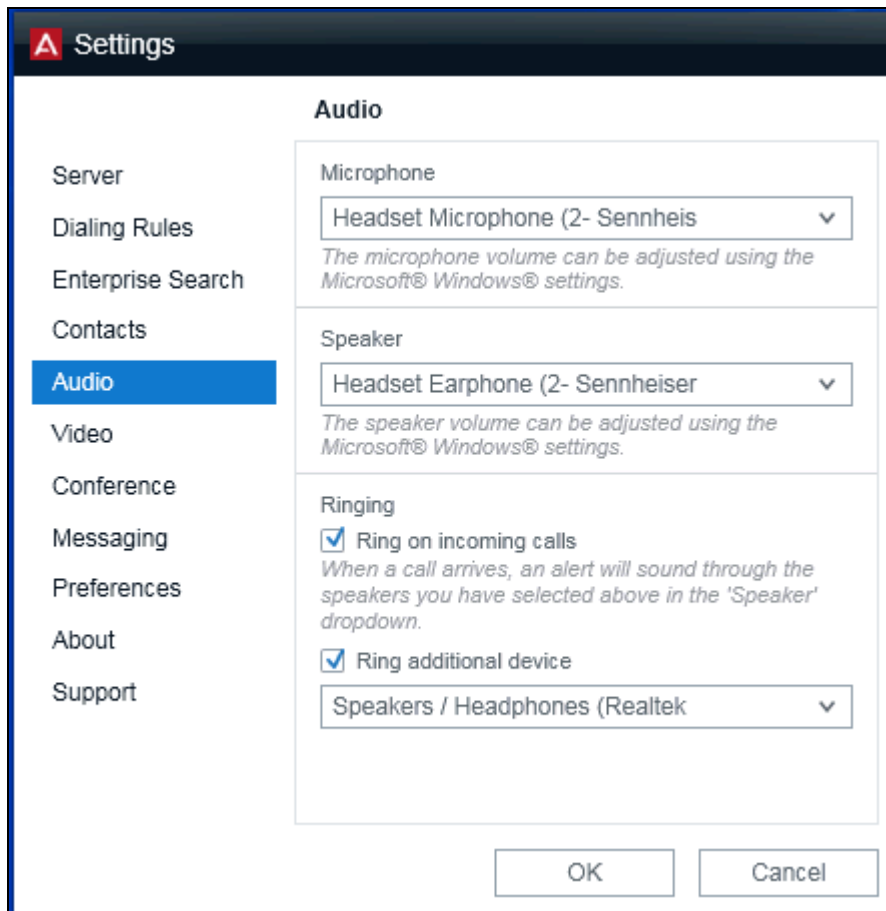 Settings
Audio
Server
Dialing Rules
Enterprise Search
Contacts
Audio
Video
Conference
Messaging
Preferences
About
Support
Microphone
Headset Microphone (2- Sennheis
The microphone volume can be adjusted using the
Microsoft® Windows® settings.
Speaker
Headset Earphone (2- Sennheiser
The speaker volume can be adjusted using the
Microsoft® Windows® settings.
Ringing
Ring on incoming calls
When a call arrives, an alert will sound through the
speakers you have selected above in the 'Speaker'
dropdown.
Ring additional device
Speakers / Headphones (Realtek
OK
Cancel